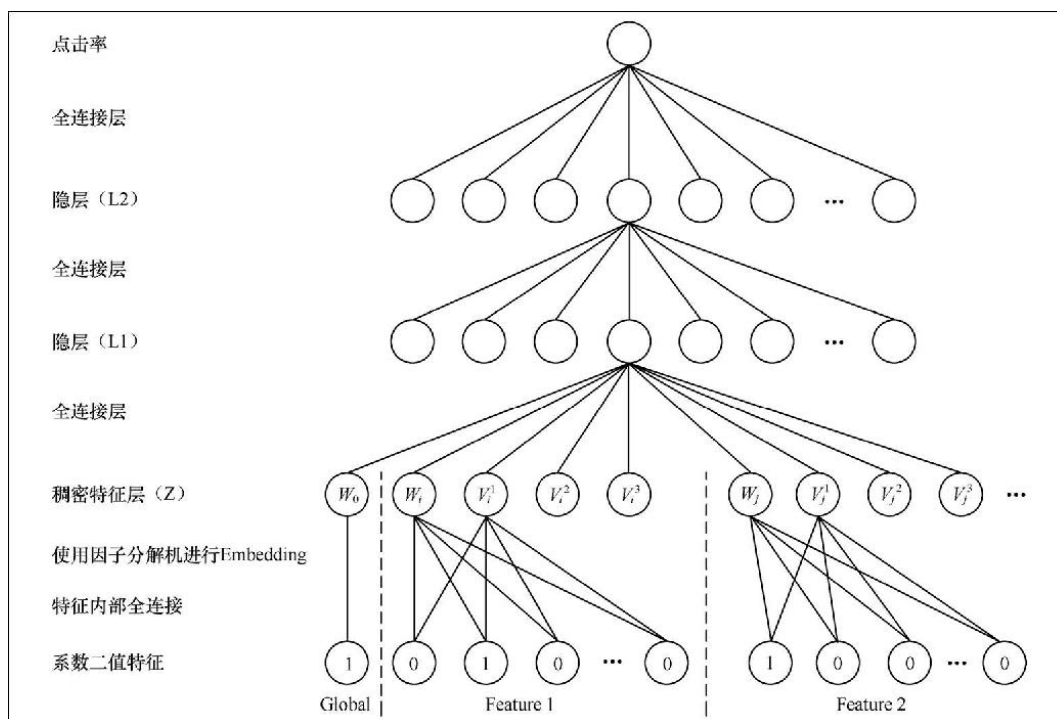 点击率
全连接层
隐层（L2）
...
全连接层
隐层（L1）
...
全连接层
稠密特征层（Z） W₀ Wᵢ Vᵢ¹ Vᵢ² Vᵢ³ Wⱼ Vⱼ¹ Vⱼ² Vⱼ³ ...
使用因子分解机进行Embedding
特征内部全连接
系数二值特征 1 0 1 0 ... 0 1 0 0 ... 0
Global Feature 1 Feature 2